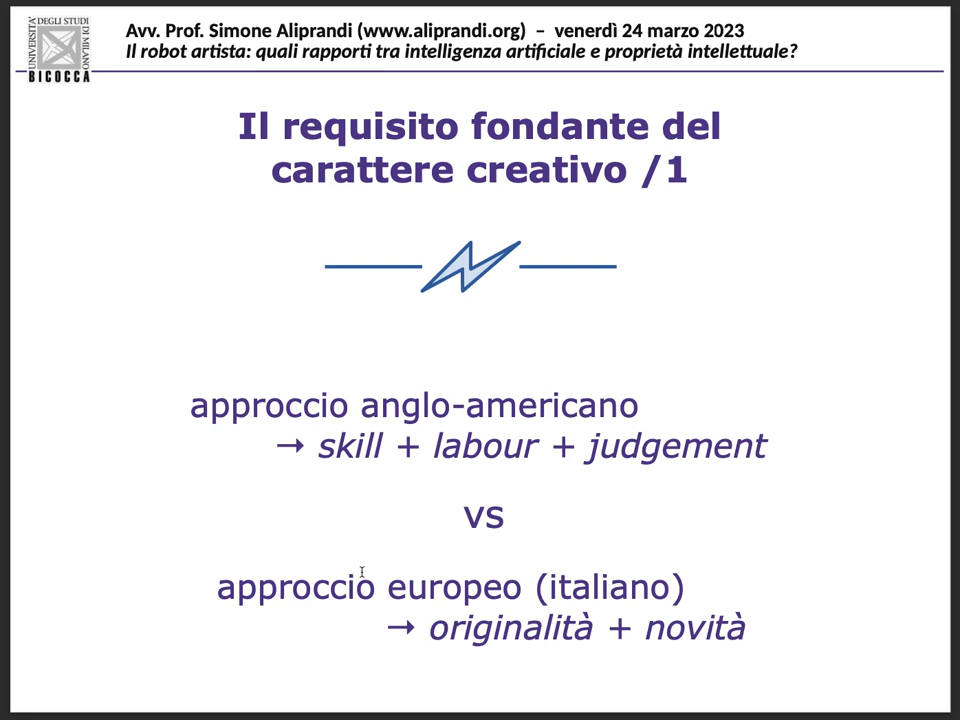 UNIVERSITÀ DEGLI STUDI DI MILANO
BICOCCA
Avv. Prof. Simone Aliprandi (www.aliprandi.org) – venerdì 24 marzo 2023
Il robot artista: quali rapporti tra intelligenza artificiale e proprietà intellettuale?
Il requisito fondante del
carattere creativo /1
approccio anglo-americano
→ skill + labour + judgement
vs
approccio europeo (italiano)
→ originalità + novità